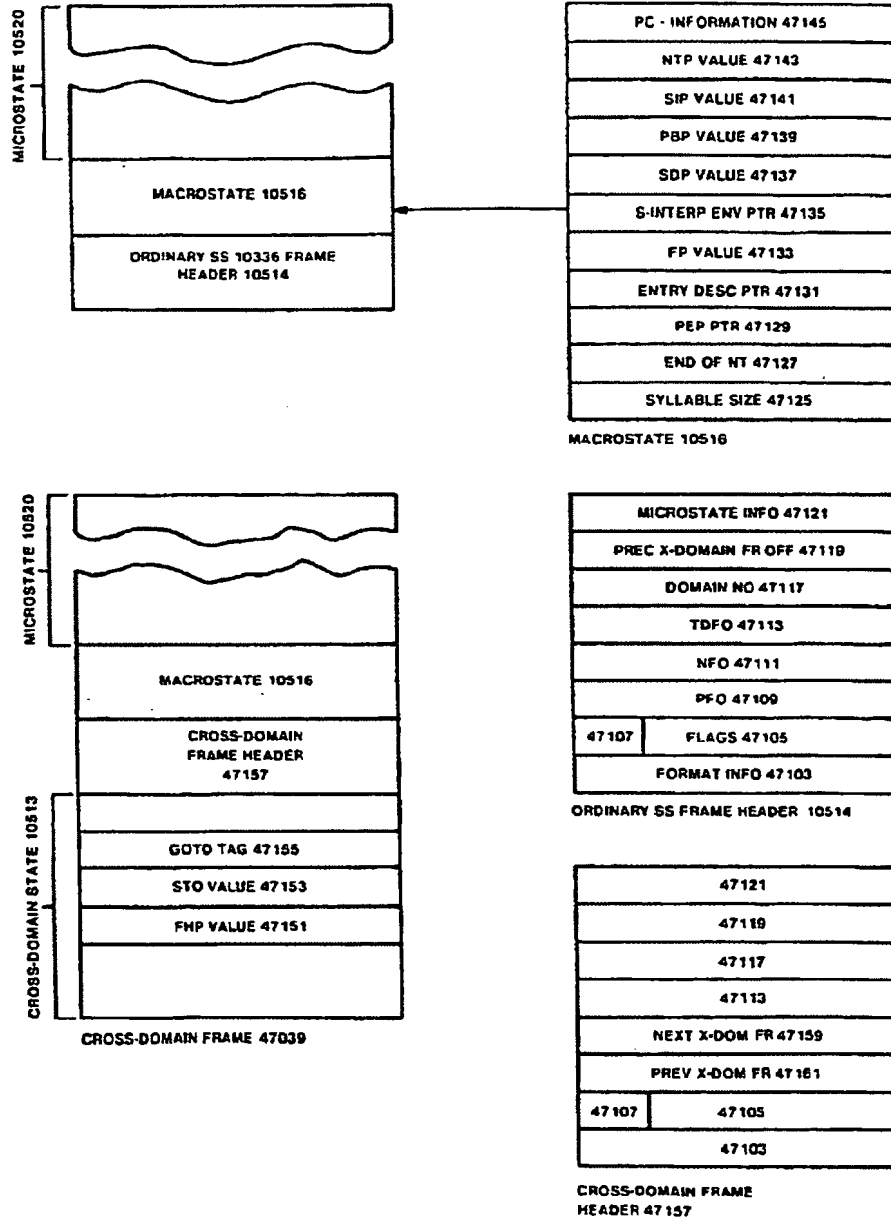 MICROSTATE 10520
MACROSTATE 10516
ORDINARY SS 10336 FRAME
HEADER 10514
PC - INFORMATION 47145
NTP VALUE 47143
SIP VALUE 47141
PBP VALUE 47139
SDP VALUE 47137
S-INTERP ENV PTR 47135
FP VALUE 47133
ENTRY DESC PTR 47131
PEP PTR 47129
END OF NT 47127
SYLLABLE SIZE 47125
MACROSTATE 10516
MICROSTATE 10520
MACROSTATE 10516
CROSS-DOMAIN
FRAME HEADER
47157
CROSS-DOMAIN STATE 10513
GOTO TAG 47155
STO VALUE 47153
FHP VALUE 47151
CROSS-DOMAIN FRAME 47039
MICROSTATE INFO 47121
PREC X-DOMAIN FR OFF 47119
DOMAIN NO 47117
TDFO 47113
NFO 47111
PFO 47109
47107 FLAGS 47105
FORMAT INFO 47103
ORDINARY SS FRAME HEADER 10514
47121
47119
47117
47113
NEXT X-DOM FR 47159
PREV X-DOM FR 47161
47107 47105
47103
CROSS-DOMAIN FRAME
HEADER 47157